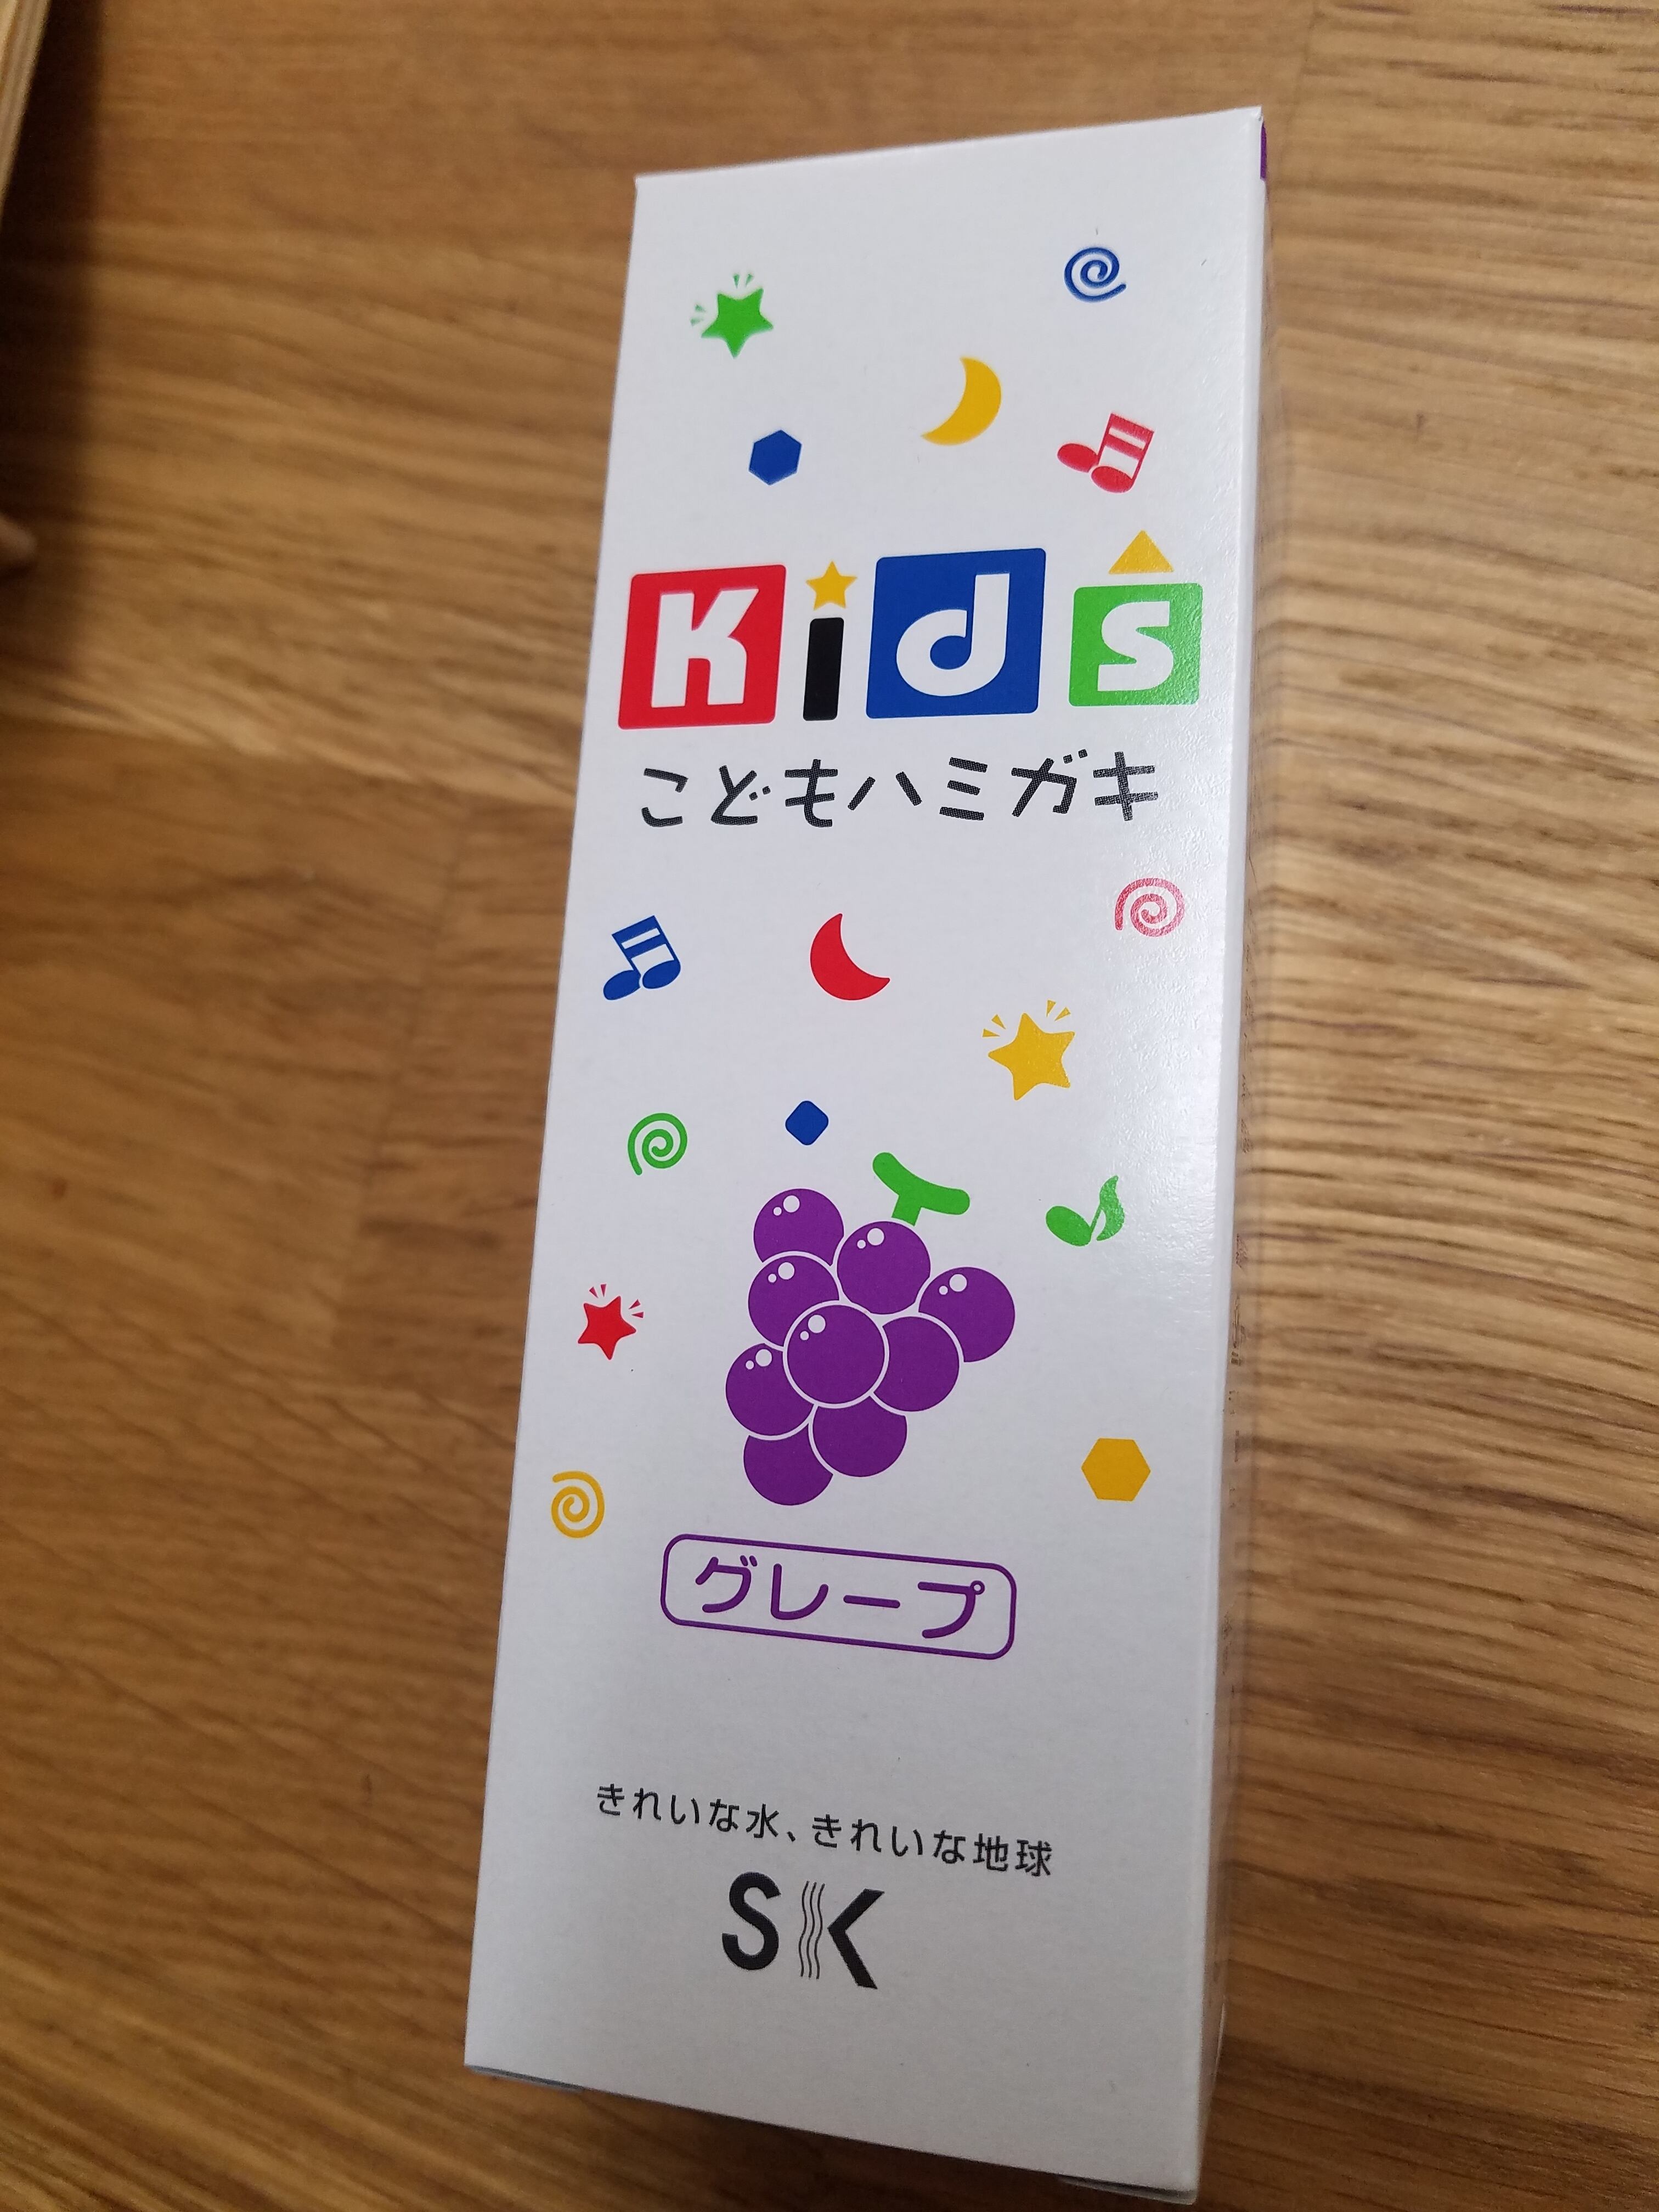 Kids
こどもハミガキ
グレープ
きれいな水、きれいな地球
SK